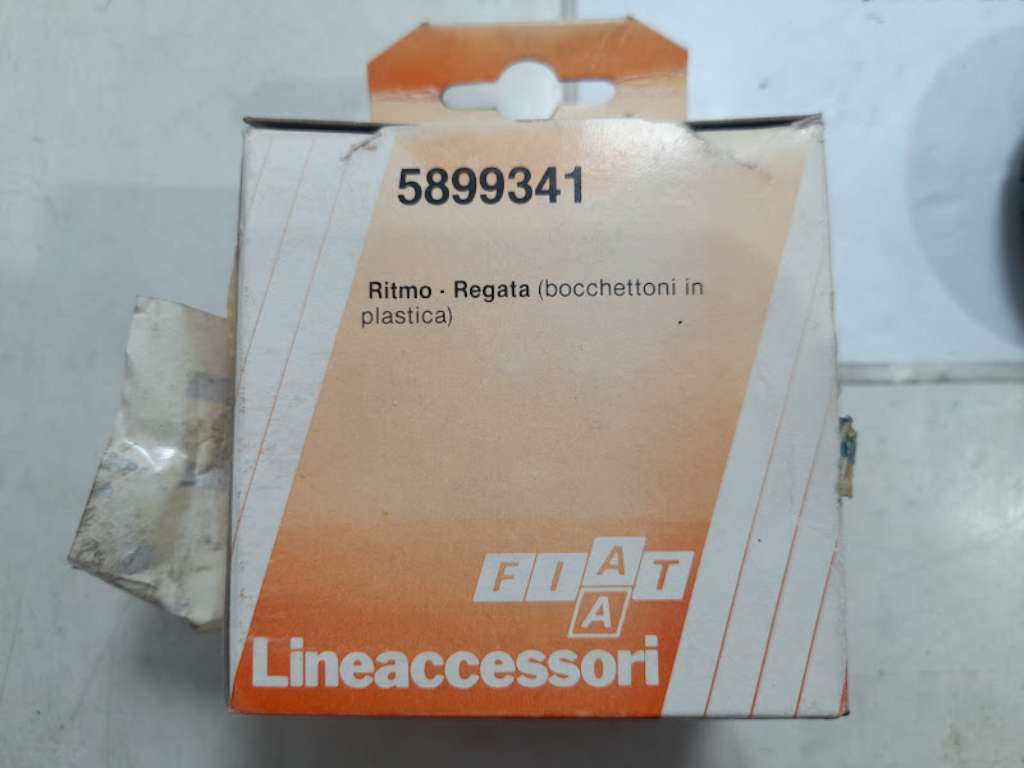 5899341
Ritmo - Regata (bocchettoni in
plastica)
FIAT
A
Lineaccessori